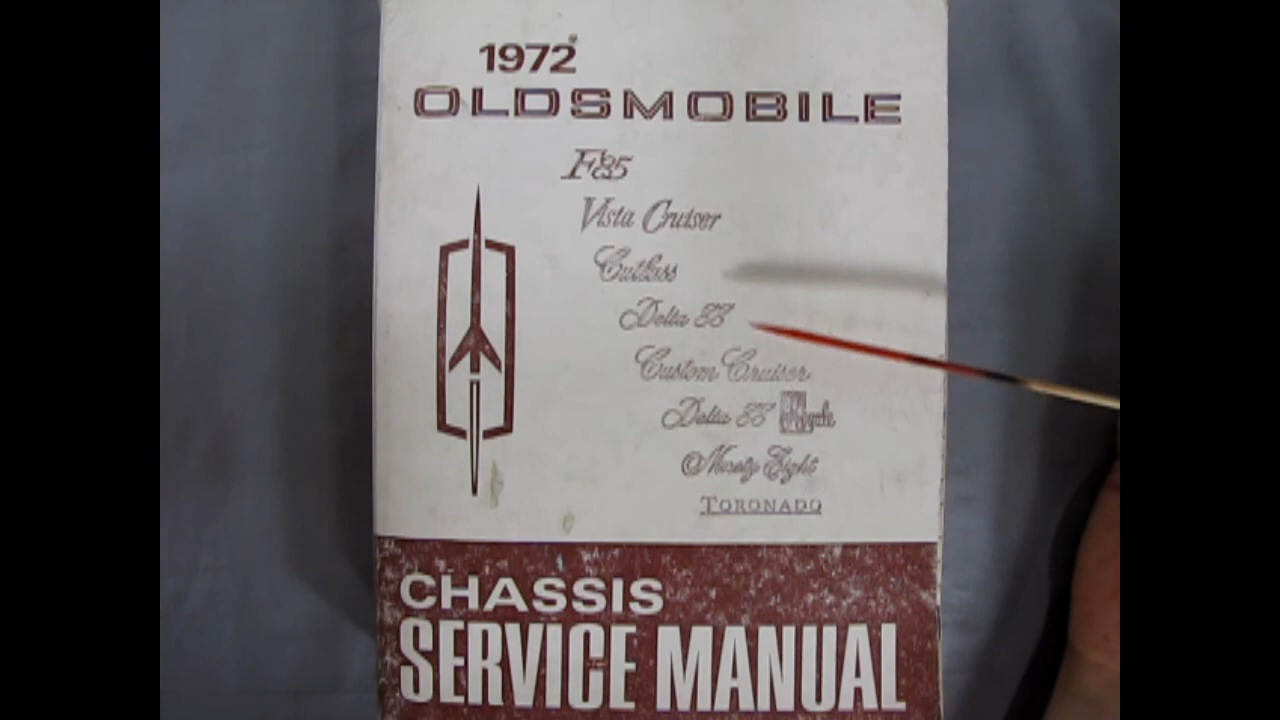 1972
OLDSMOBILE
F85
Vista Cruiser
Cutlass
Delta 88
Custom Cruiser
Delta 88 Royale
Ninety Eight
TORONADO
CHASSIS
SERVICE MANUAL